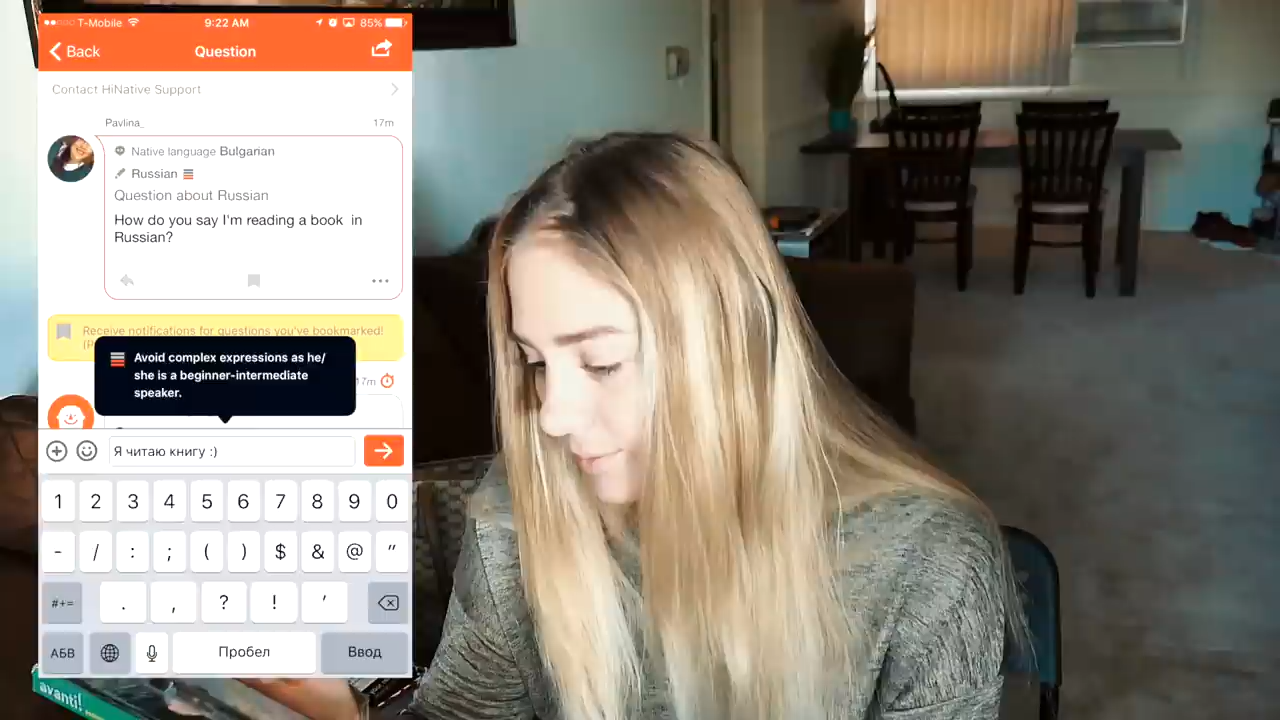 T-Mobile 9:22 AM 85%
Back Question
Contact HiNative Support
Pavlina_ 17m
Native language Bulgarian
Russian
Question about Russian
How do you say I'm reading a book in
Russian?
Receive notifications for questions you've bookmarked!
Avoid complex expressions as he/
she is a beginner-intermediate
speaker.
17m
Я читаю книгу :)
1 2 3 4 5 6 7 8 9 0
- / : ; ( ) $ & @ "
#+= . , ? ! '
АБВ Пробел Ввод
avanti!